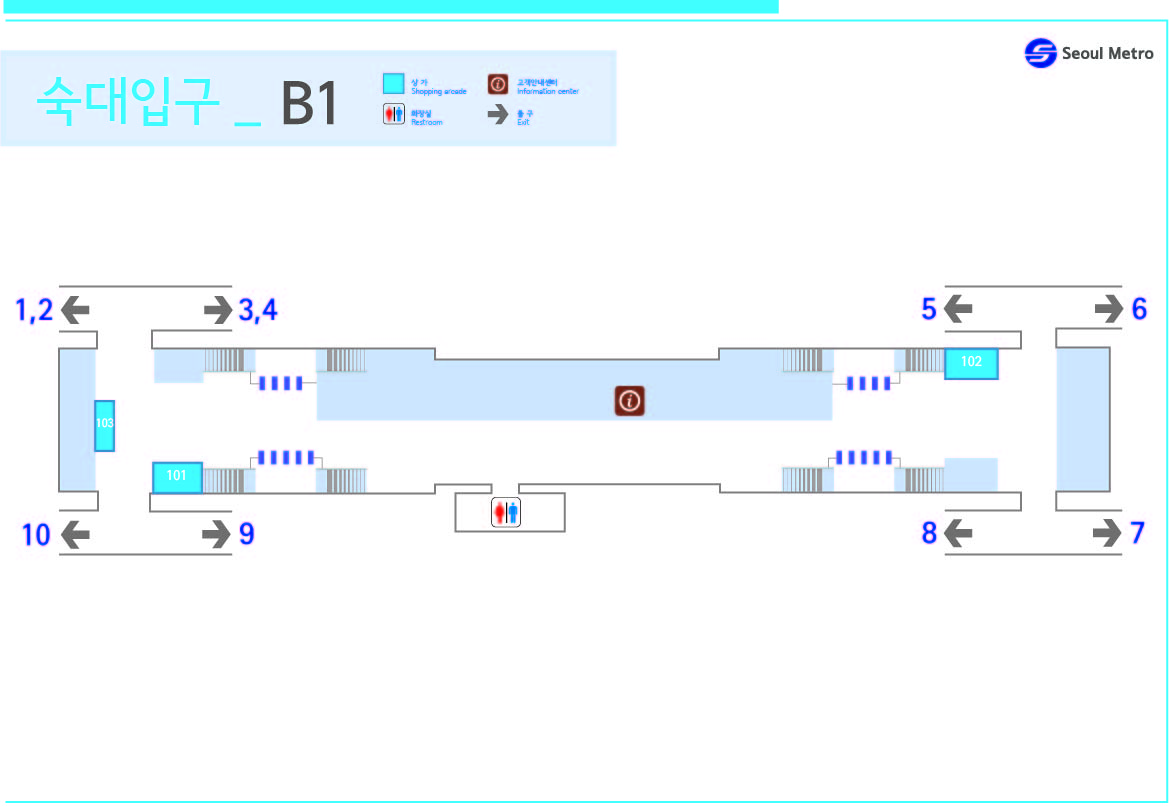 Seoul Metro
숙대입구 _ B1
상 가
Shopping arcade
고객안내센터
Information center
화장실
Restroom
출 구
Exit
1,2
3,4
5
6
102
103
101
10
9
8
7